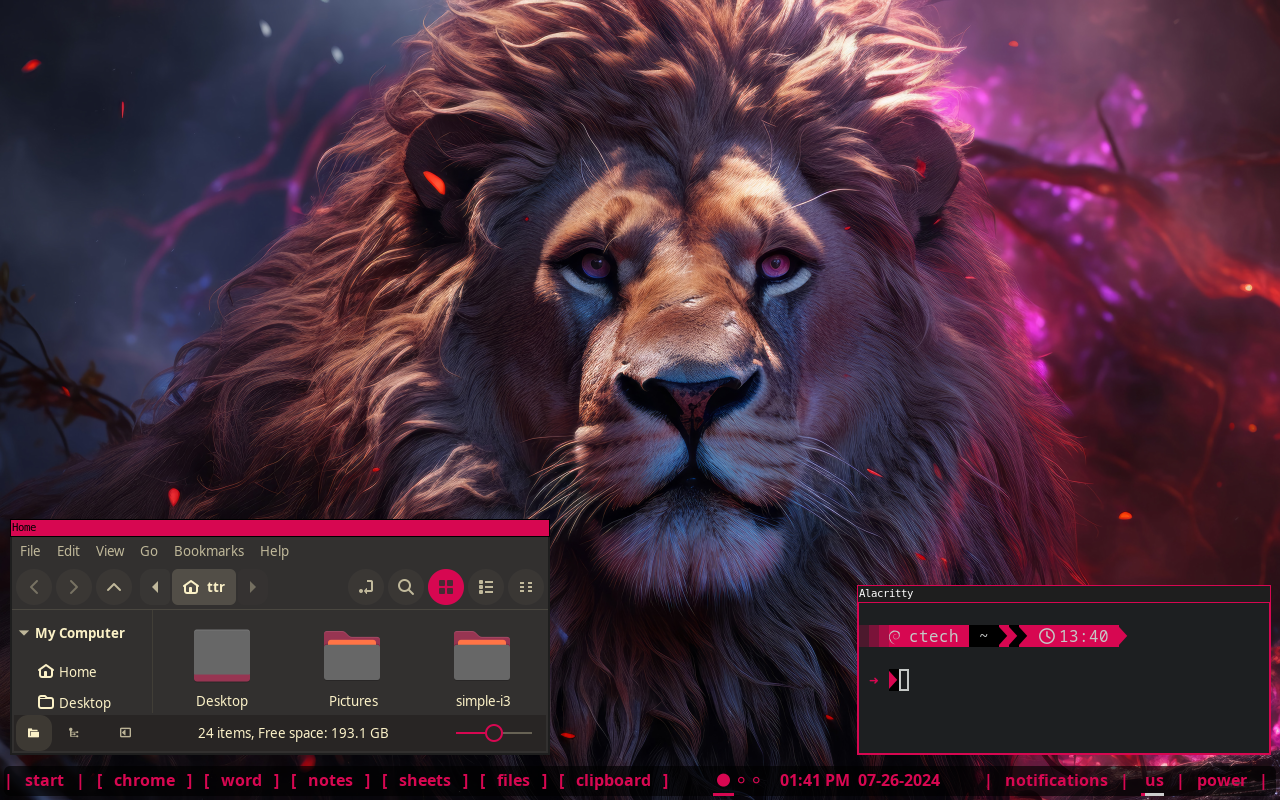 Home
File Edit View Go Bookmarks Help
ttr
My Computer
Home
Desktop
Desktop Pictures simple-i3
24 items, Free space: 193.1 GB
Alacritty
ctech ~ 13:40
→
| start | [ chrome ] [ word ] [ notes ] [ sheets ] [ files ] [ clipboard ] 01:41 PM 07-26-2024 | notifications | us | power |